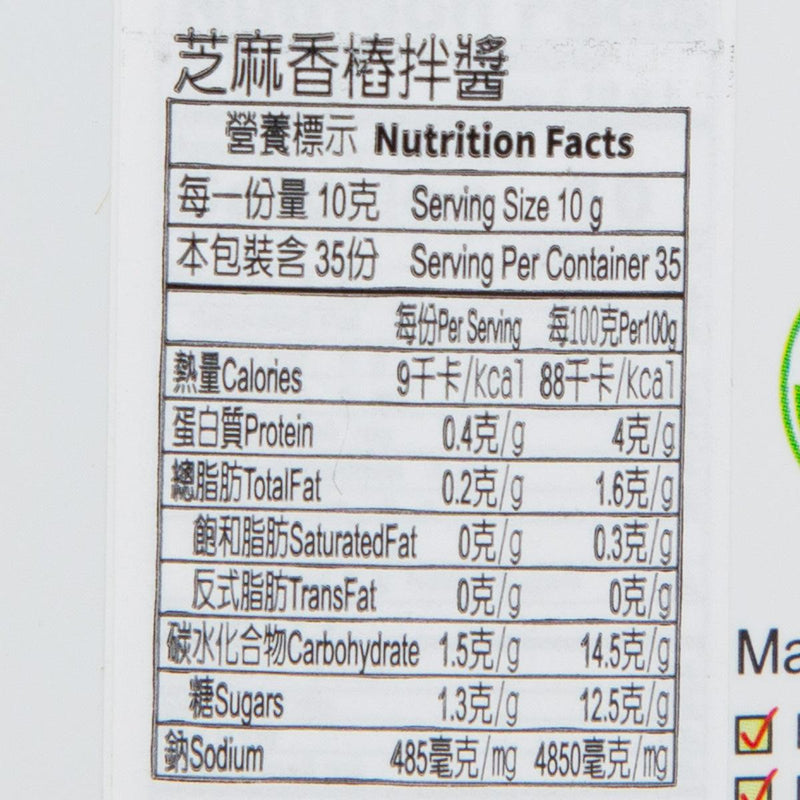 芝麻香樁拌醬
營養標示 Nutrition Facts
每一份量 10克 Serving Size 10 g
本包裝含 35份 Serving Per Container 35
每份Per Serving 每100克Per100g
熱量Calories 9千卡/kcal 88千卡/kcal
蛋白質Protein 0.4克/g 4克/g
總脂肪TotalFat 0.2克/g 1.6克/g
飽和脂肪SaturatedFat 0克/g 0.3克/g
反式脂肪TransFat 0克/g 0克/g
碳水化合物Carbohydrate 1.5克/g 14.5克/g
糖Sugars 1.3克/g 12.5克/g
鈉Sodium 485毫克/mg 4850毫克/mg
Ma